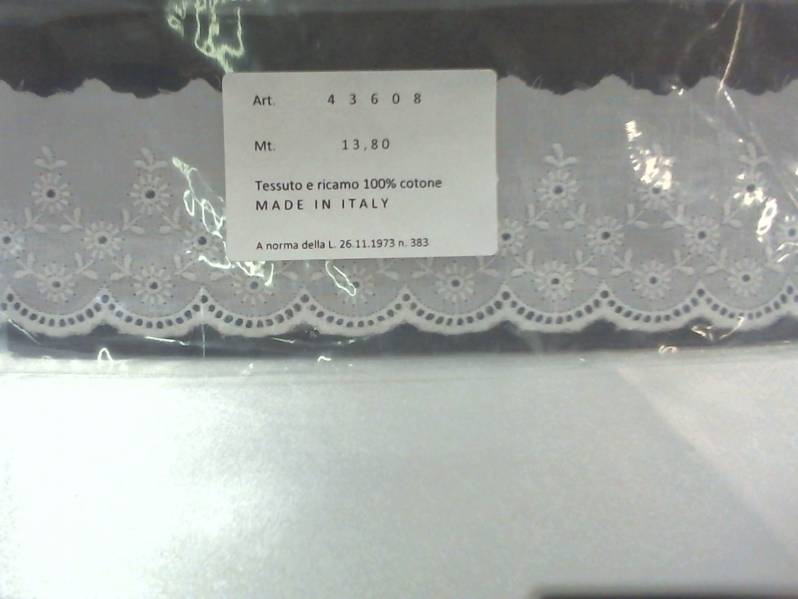 Art. 4 3 6 0 8
Mt. 13,80
Tessuto e ricamo 100% cotone
MADE IN ITALY
A norma della L. 26.11.1973 n. 383